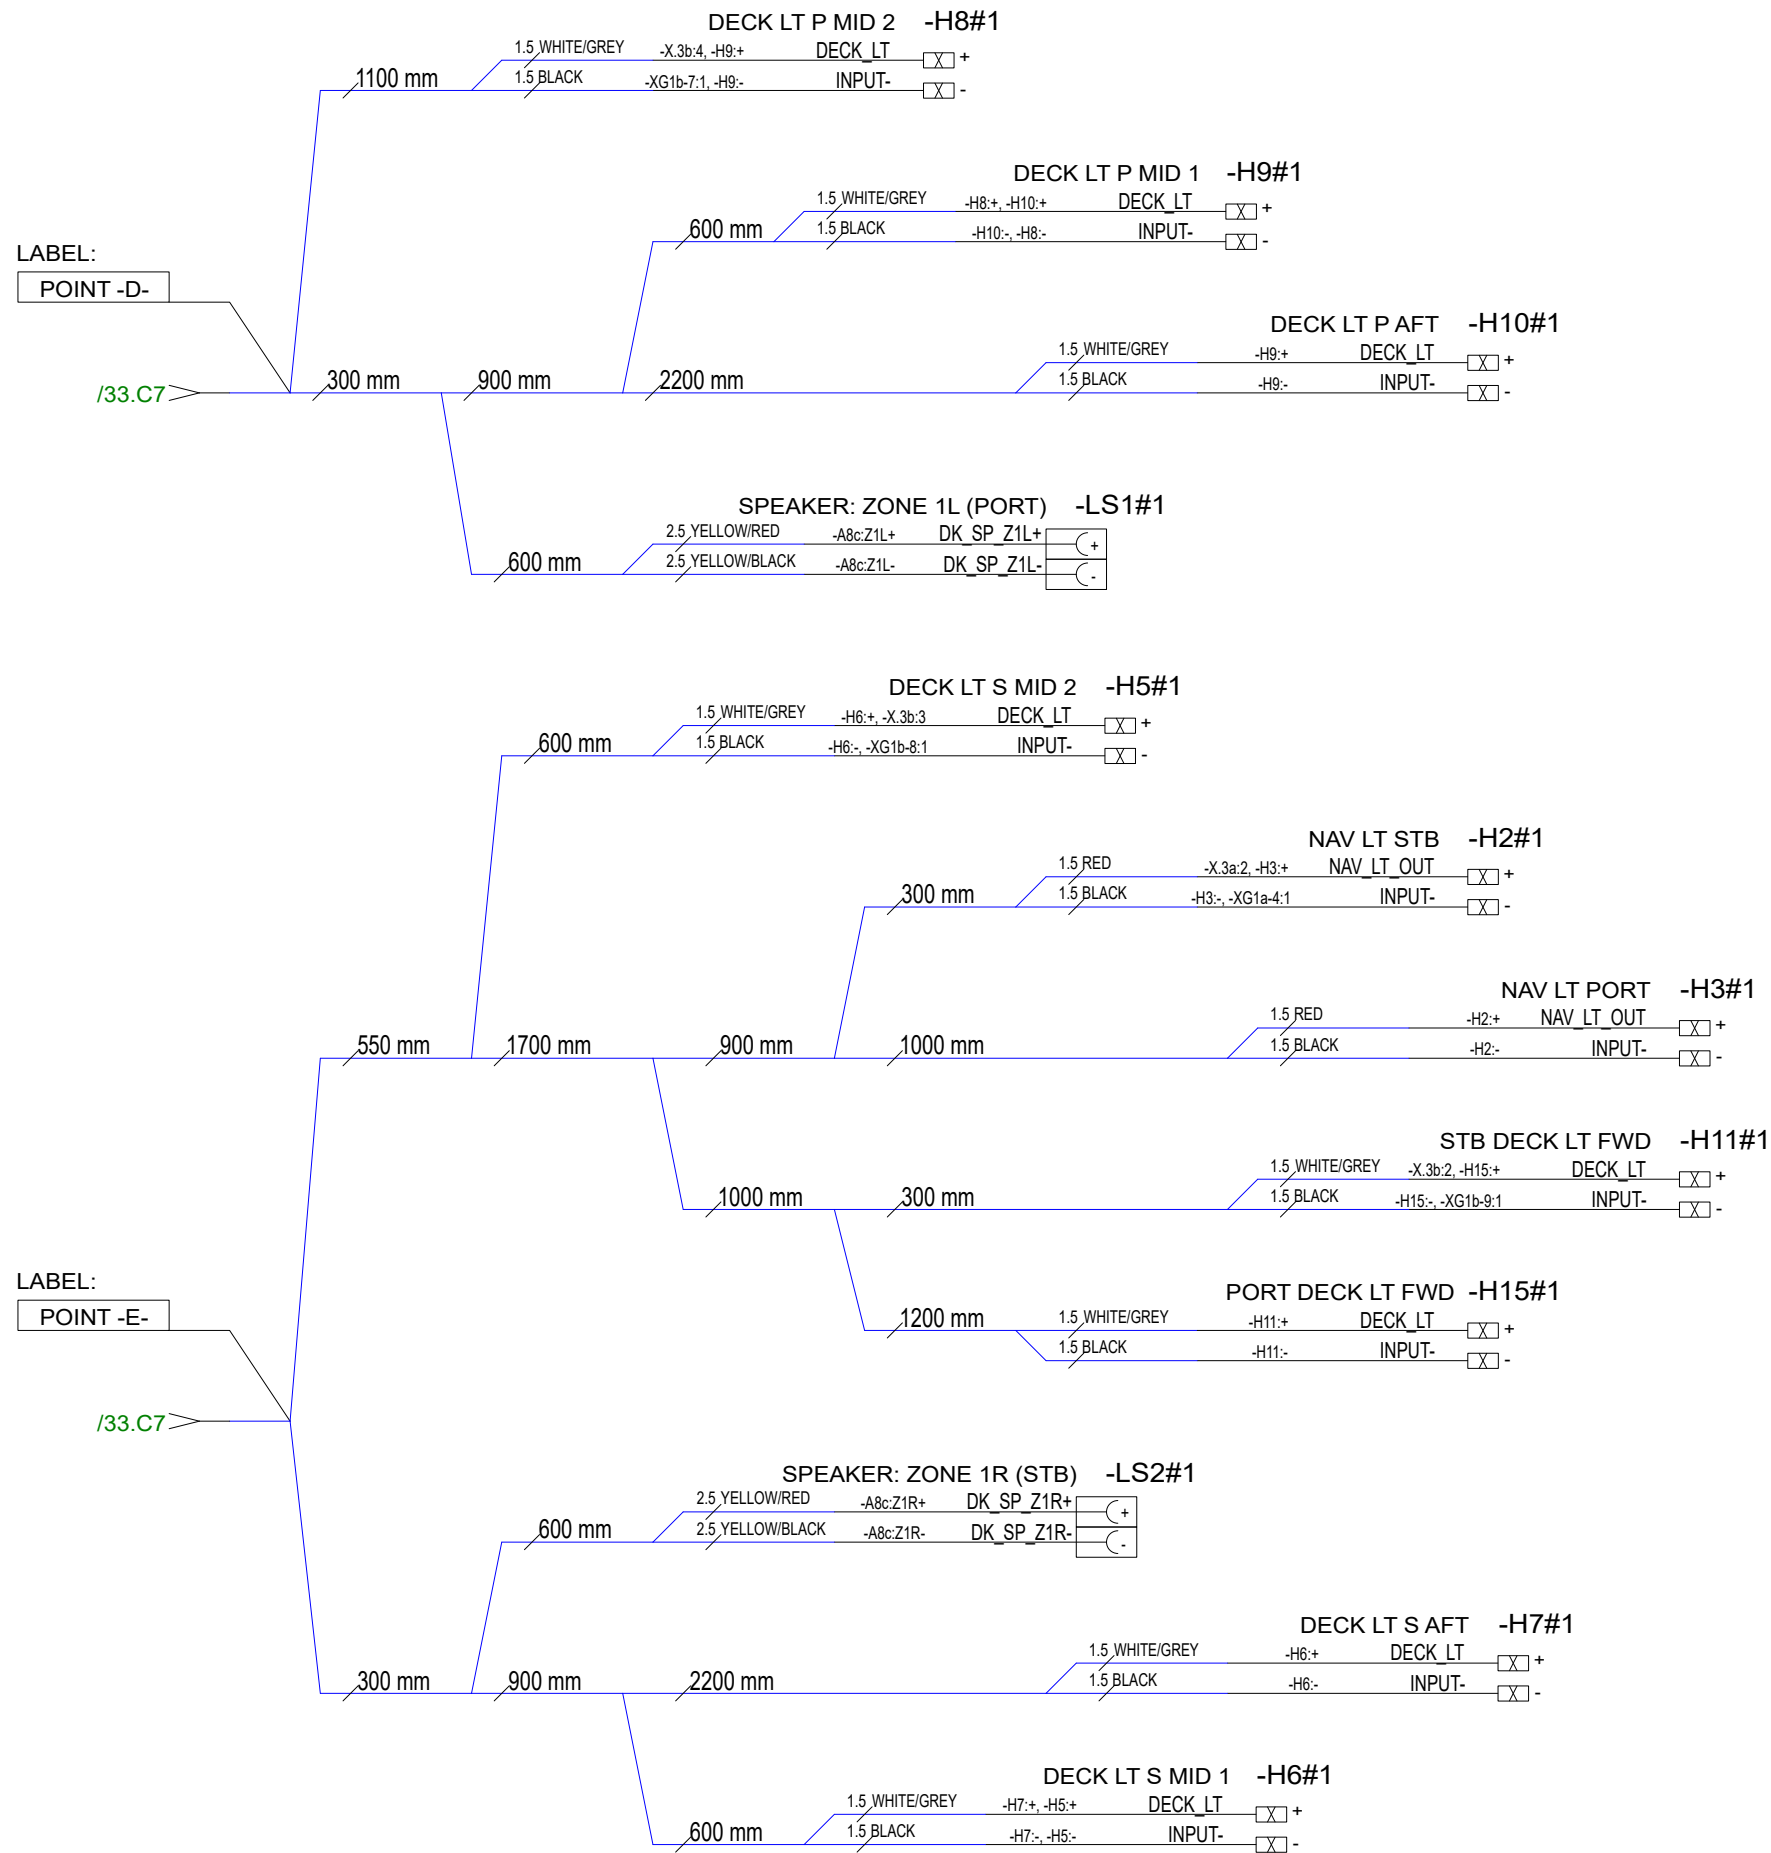 DECK LT P MID 2 -H8#1
1.5 WHITE/GREY -X.3b:4, -H9:+ DECK_LT +
1100 mm 1.5 BLACK -XG1b-7:1, -H9:- INPUT- -
DECK LT P MID 1 -H9#1
1.5 WHITE/GREY -H8:+, -H10:+ DECK_LT +
600 mm 1.5 BLACK -H10:-, -H8:- INPUT- -
LABEL:
POINT -D-
DECK LT P AFT -H10#1
1.5 WHITE/GREY -H9:+ DECK_LT +
/33.C7 300 mm 900 mm 2200 mm 1.5 BLACK -H9:- INPUT- -
SPEAKER: ZONE 1L (PORT) -LS1#1
2.5 YELLOW/RED -A8c:Z1L+ DK_SP_Z1L+ +
600 mm 2.5 YELLOW/BLACK -A8c:Z1L- DK_SP_Z1L- -
DECK LT S MID 2 -H5#1
1.5 WHITE/GREY -H6:+, -X.3b:3 DECK_LT +
600 mm 1.5 BLACK -H6:-, -XG1b-8:1 INPUT- -
NAV LT STB -H2#1
1.5 RED -X.3a:2, -H3:+ NAV_LT_OUT +
300 mm 1.5 BLACK -H3:-, -XG1a-4:1 INPUT- -
NAV LT PORT -H3#1
1.5 RED -H2:+ NAV_LT_OUT +
550 mm 1700 mm 900 mm 1000 mm 1.5 BLACK -H2:- INPUT- -
STB DECK LT FWD -H11#1
1.5 WHITE/GREY -X.3b:2, -H15:+ DECK_LT +
1000 mm 300 mm 1.5 BLACK -H15:-, -XG1b-9:1 INPUT- -
LABEL:
POINT -E-
PORT DECK LT FWD -H15#1
1200 mm 1.5 WHITE/GREY -H11:+ DECK_LT +
1.5 BLACK -H11:- INPUT- -
/33.C7
SPEAKER: ZONE 1R (STB) -LS2#1
2.5 YELLOW/RED -A8c:Z1R+ DK_SP_Z1R+ +
600 mm 2.5 YELLOW/BLACK -A8c:Z1R- DK_SP_Z1R- -
DECK LT S AFT -H7#1
1.5 WHITE/GREY -H6:+ DECK_LT +
300 mm 900 mm 2200 mm 1.5 BLACK -H6:- INPUT- -
DECK LT S MID 1 -H6#1
1.5 WHITE/GREY -H7:+, -H5:+ DECK_LT +
600 mm 1.5 BLACK -H7:-, -H5:- INPUT- -